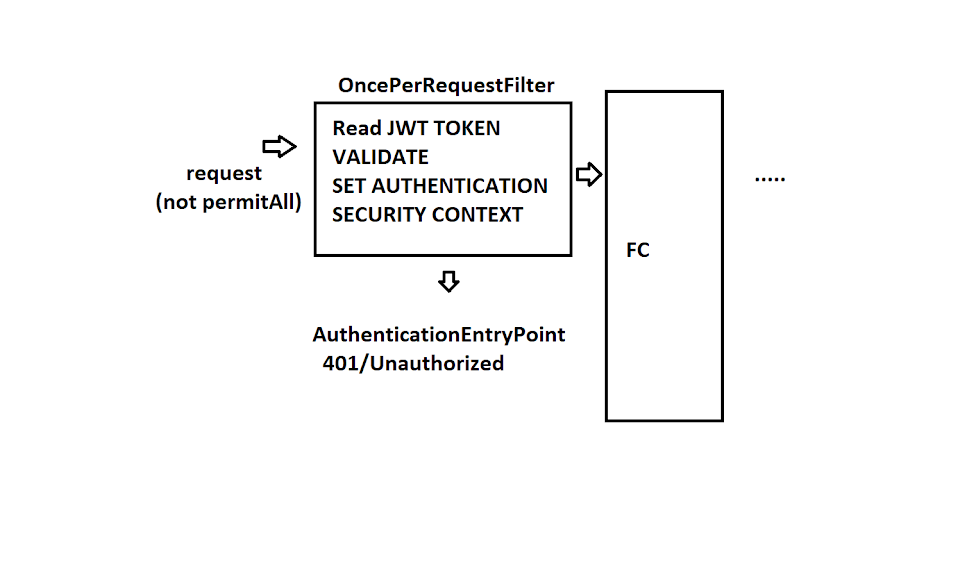 OncePerRequestFilter
Read JWT TOKEN
VALIDATE
SET AUTHENTICATION
SECURITY CONTEXT
request
(not permitAll)
FC
.....
AuthenticationEntryPoint
401/Unauthorized